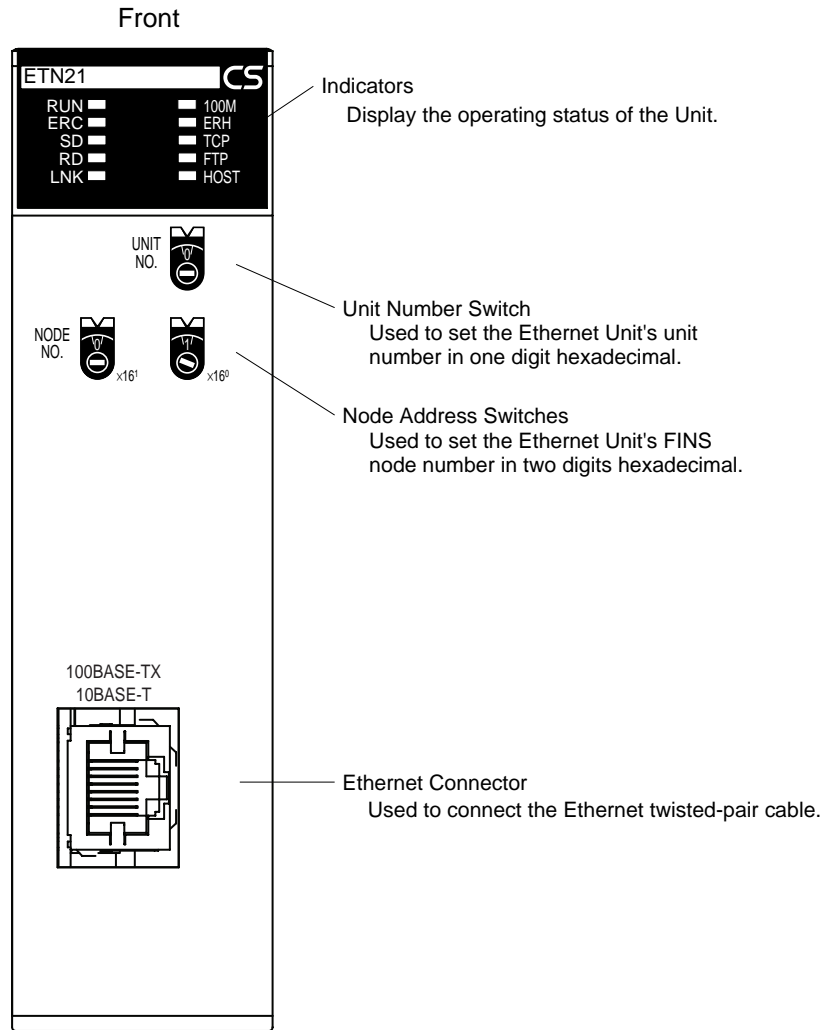 Front
ETN21
CS
RUN 100M
ERC ERH
SD TCP
RD FTP
LNK HOST
Indicators
Display the operating status of the Unit.
UNIT
NO.
0
Unit Number Switch
Used to set the Ethernet Unit's unit
number in one digit hexadecimal.
NODE
NO.
0
x16¹
1
x16⁰
Node Address Switches
Used to set the Ethernet Unit's FINS
node number in two digits hexadecimal.
100BASE-TX
10BASE-T
Ethernet Connector
Used to connect the Ethernet twisted-pair cable.